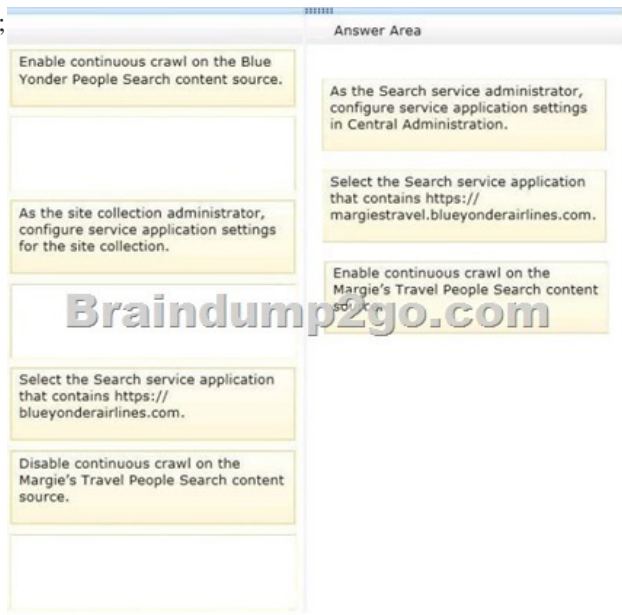 ;
Answer Area
Enable continuous crawl on the Blue
Yonder People Search content source.
As the site collection administrator,
configure service application settings
for the site collection.
Select the Search service application
that contains https://
blueyonderairlines.com.
Disable continuous crawl on the
Margie's Travel People Search content
source.
As the Search service administrator,
configure service application settings
in Central Administration.
Select the Search service application
that contains https://
margiestravel.blueyonderairlines.com.
Enable continuous crawl on the
Margie's Travel People Search content
source.
Braindump2go.com